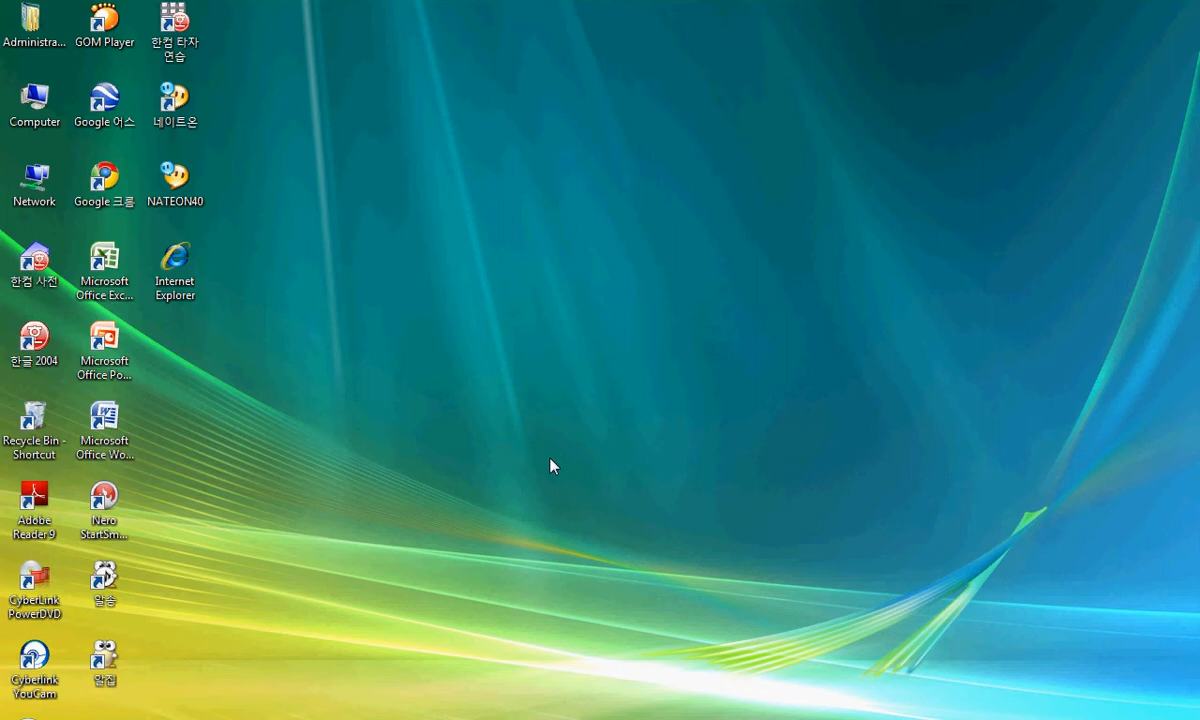 Administra...
GOM Player
한컴 타자
연습
Computer
Google 어스
네이트온
Network
Google 크롬
NATEON40
한컴 사전
Microsoft
Office Exc...
Internet
Explorer
한글 2004
Microsoft
Office Po...
Recycle Bin -
Shortcut
Microsoft
Office Wo...
Adobe
Reader 9
Nero
StartSm...
CyberLink
PowerDVD
알송
Cyberlink
YouCam
알집